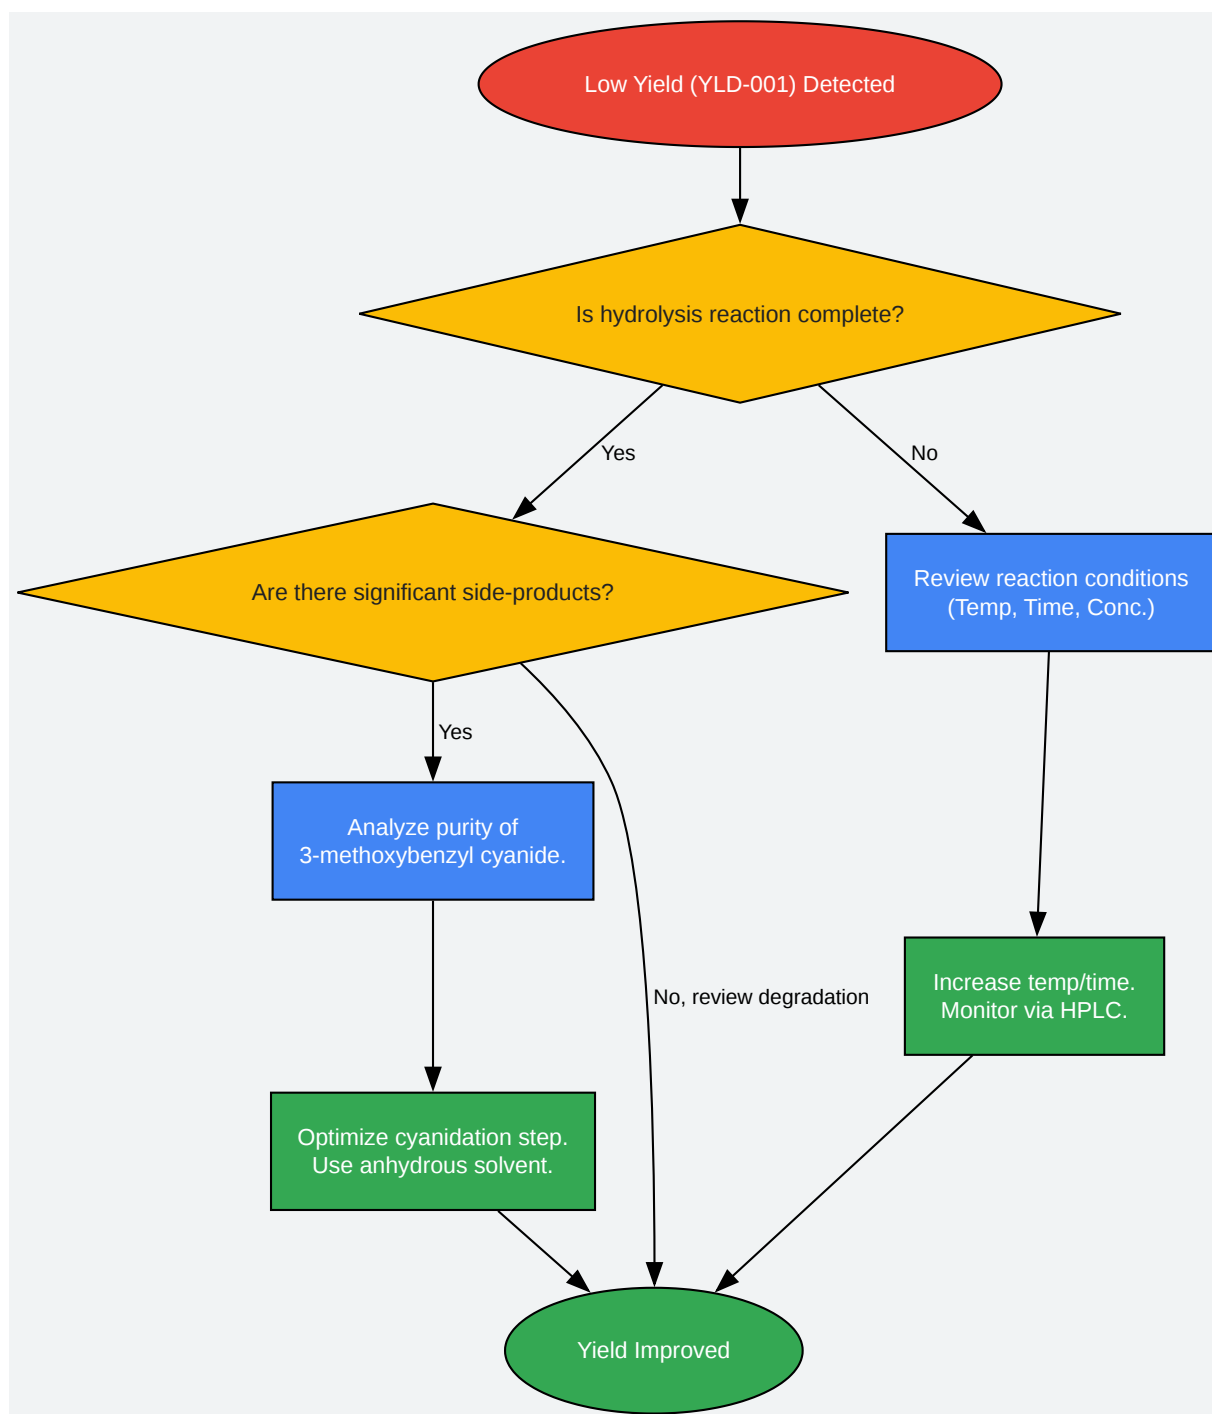 Low Yield (YLD-001) Detected
Is hydrolysis reaction complete?
Yes
No
Are there significant side-products?
Review reaction conditions
(Temp, Time, Conc.)
Yes
Analyze purity of
3-methoxybenzyl cyanide.
No, review degradation
Increase temp/time.
Monitor via HPLC.
Optimize cyanidation step.
Use anhydrous solvent.
Yield Improved